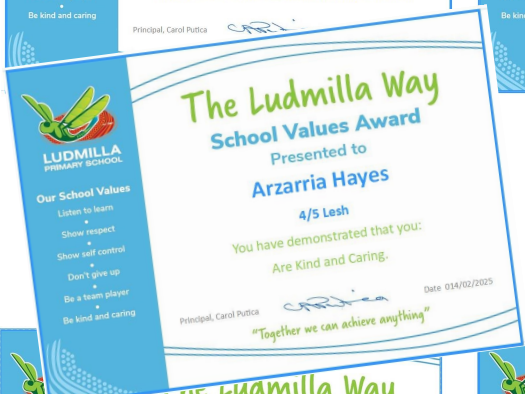 Be kind and caring
Principal, Carol Putica
Be kind
The Ludmilla Way
School Values Award
Presented to
Arzarria Hayes
4/5 Lesh
You have demonstrated that you:
Are Kind and Caring.
Principal, Carol Putica
Date 014/02/2025
"Together we can achieve anything"
LUDMILLA
PRIMARY SCHOOL
Our School Values
Listen to learn
Show respect
Show self control
Don't give up
Be a team player
Be kind and caring
Ludmilla Way